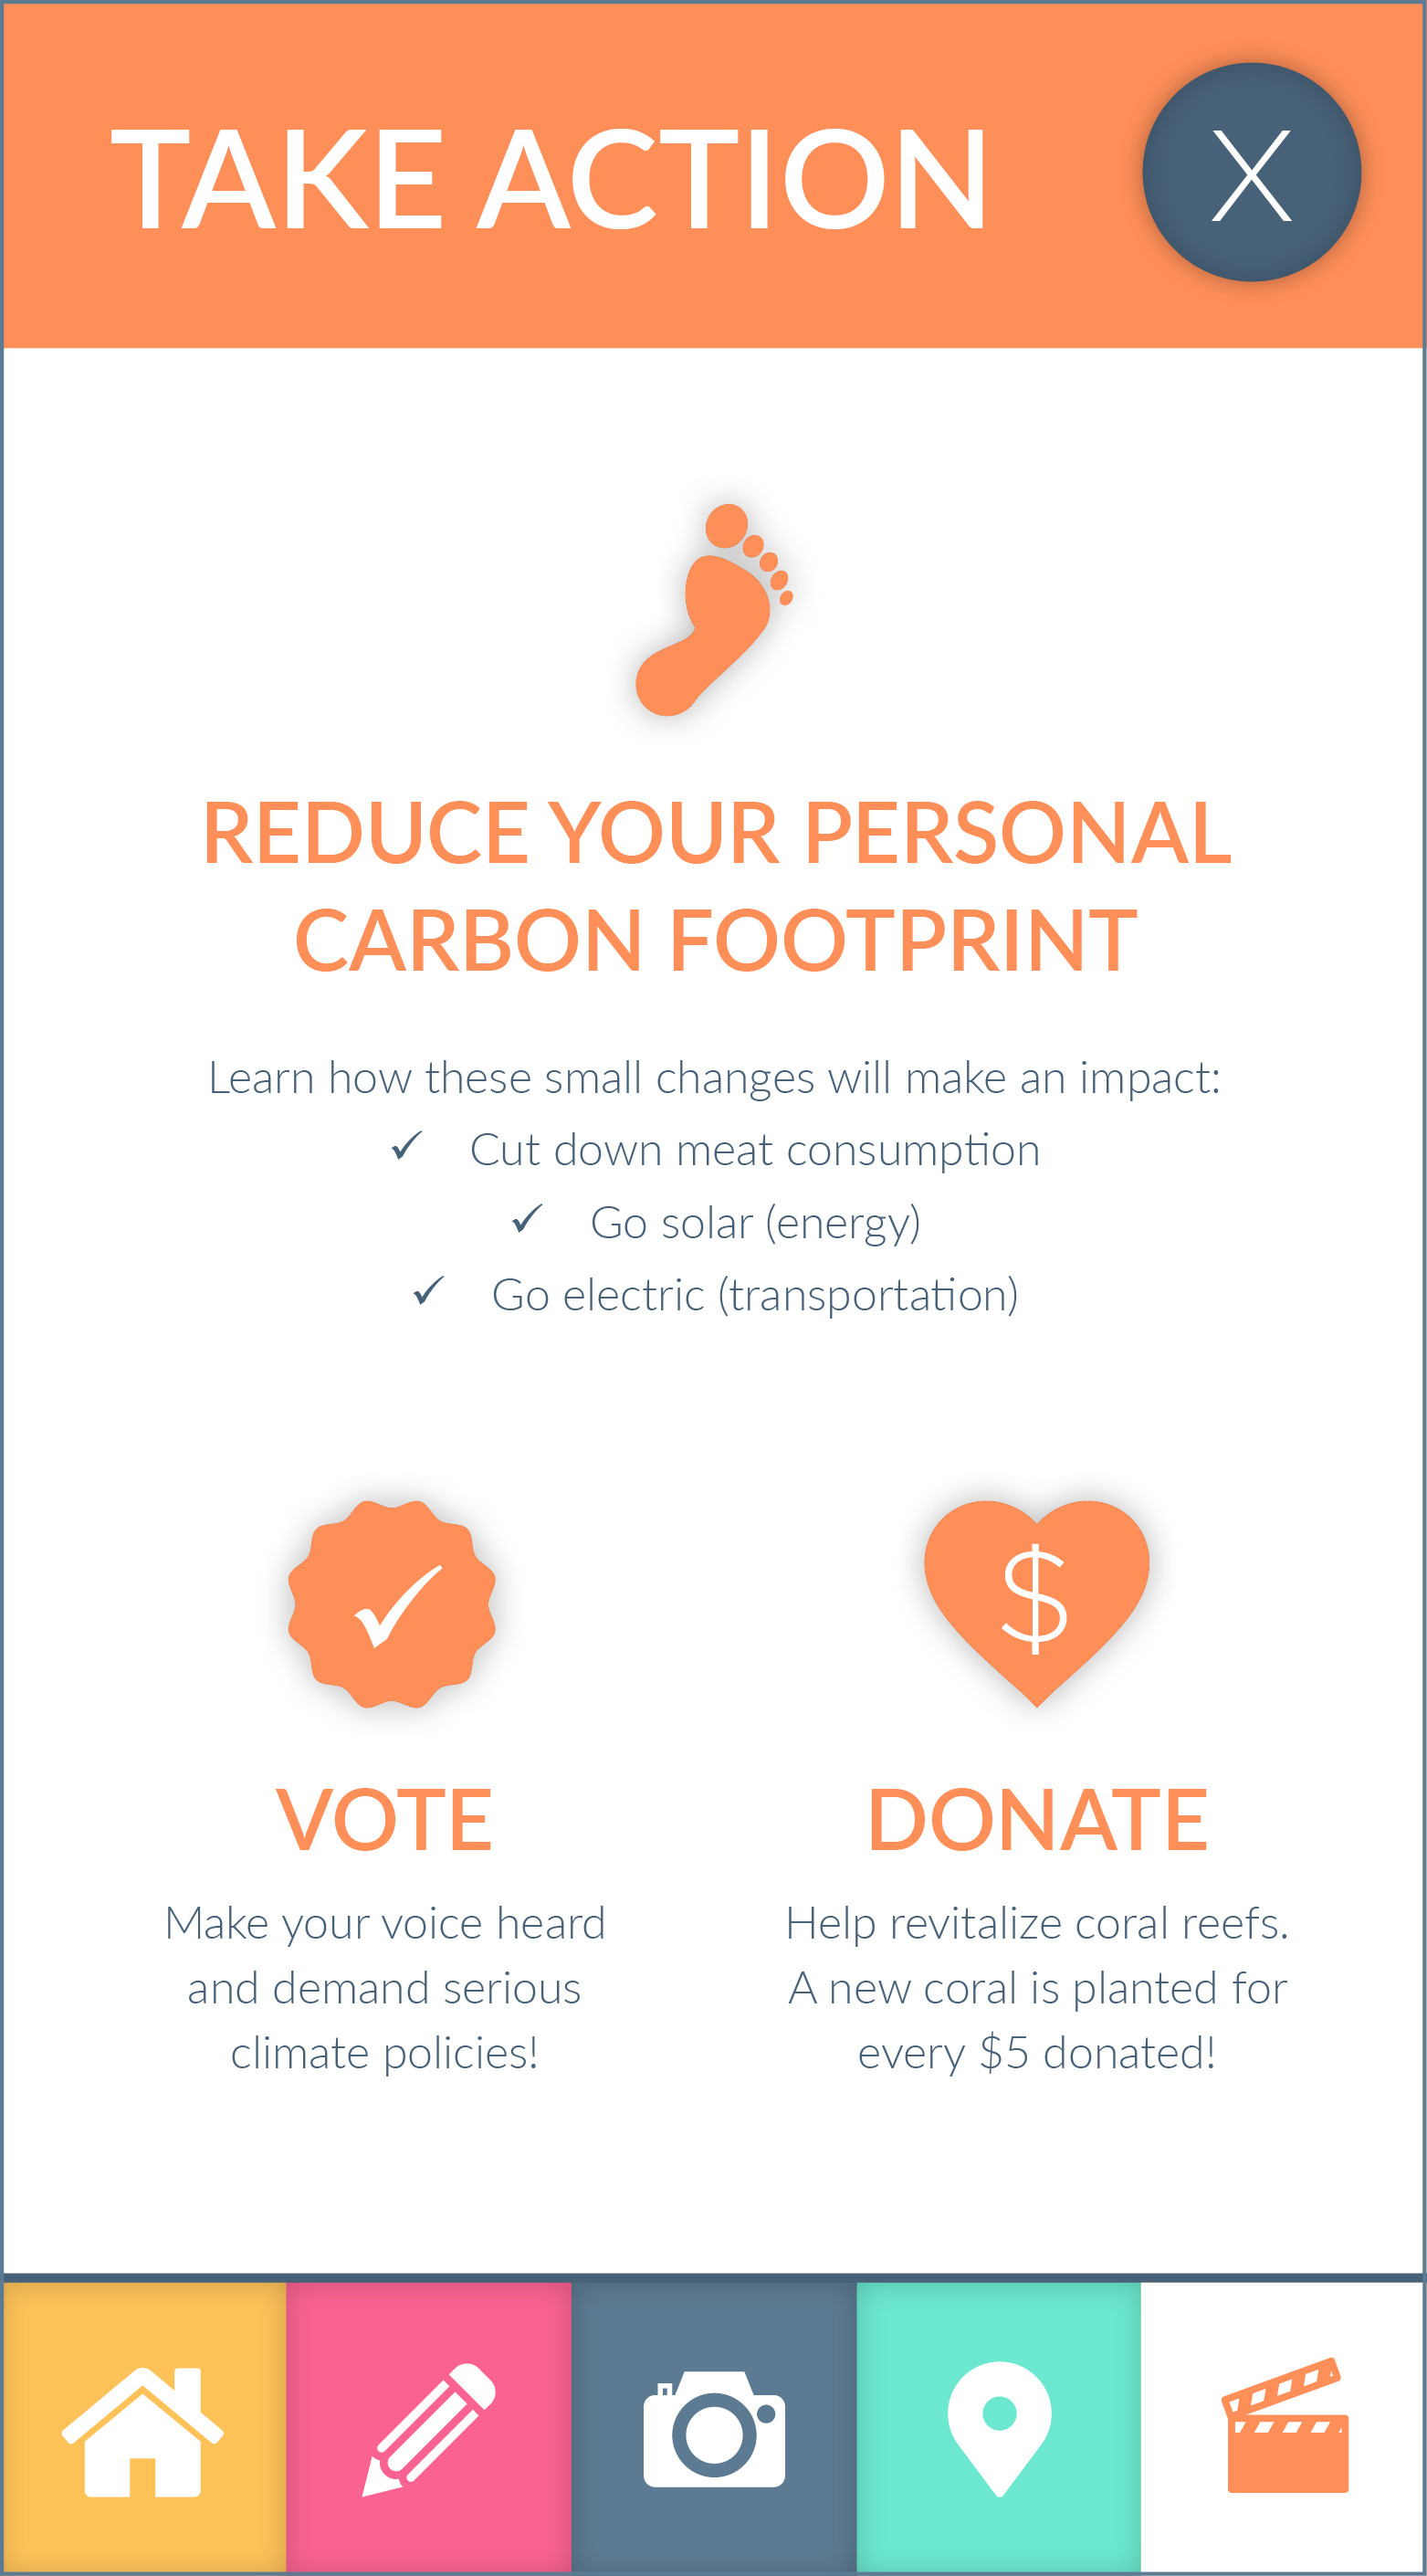 TAKE ACTION
X
REDUCE YOUR PERSONAL
CARBON FOOTPRINT
Learn how these small changes will make an impact:
✓ Cut down meat consumption
✓ Go solar (energy)
✓ Go electric (transportation)
$
VOTE
Make your voice heard
and demand serious
climate policies!
DONATE
Help revitalize coral reefs.
A new coral is planted for
every $5 donated!